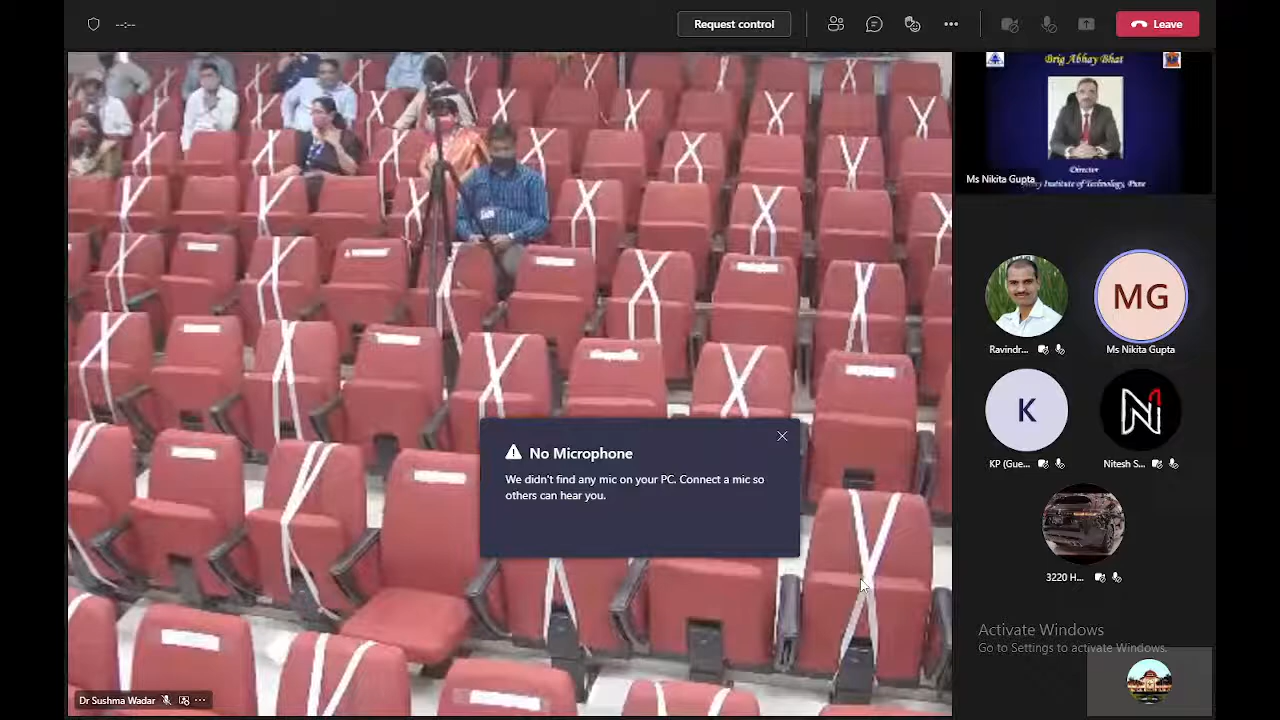 --:--
Request control
Leave
Brig Abhay Bhat
Director
Institute of Technology, Pune
Ms Nikita Gupta
MG
Ravindr...
Ms Nikita Gupta
K
N
KP (Gue...
Nitesh S...
3220 H...
No Microphone
We didn't find any mic on your PC. Connect a mic so
others can hear you.
Activate Windows
Go to Settings to activate Windows.
Dr Sushma Wadar